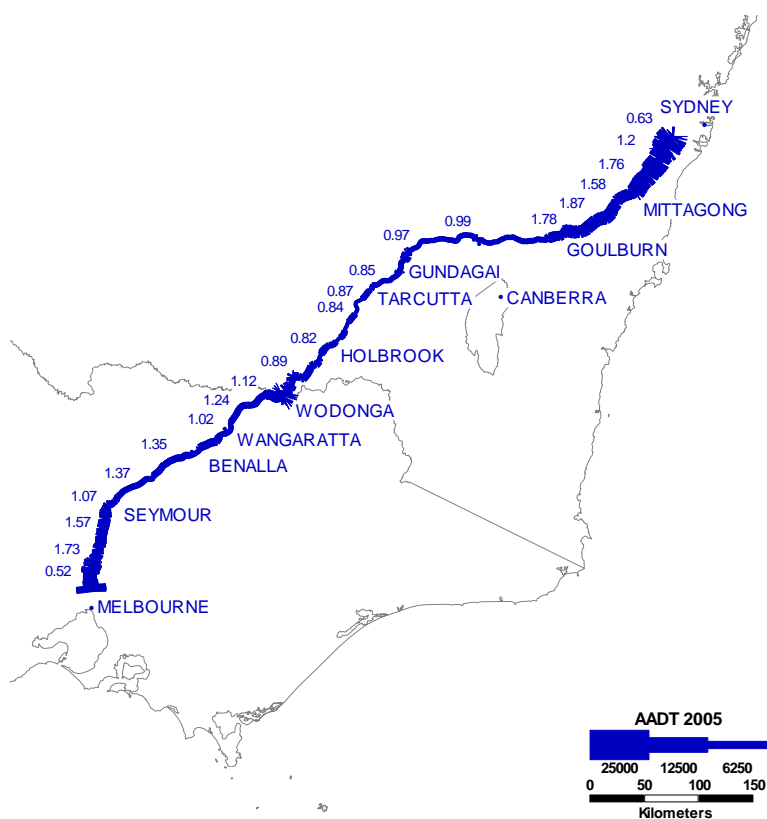 SYDNEY
0.63
1.2
1.76
1.58
MITTAGONG
1.87
1.78
0.99
GOULBURN
0.97
GUNDAGAI
0.85
0.87
TARCUTTA
CANBERRA
0.84
0.82
HOLBROOK
0.89
1.12
1.24
WODONGA
1.02
WANGARATTA
1.35
BENALLA
1.37
1.07
SEYMOUR
1.57
1.73
0.52
MELBOURNE
AADT 2005
25000 12500 6250
0 50 100 150
Kilometers